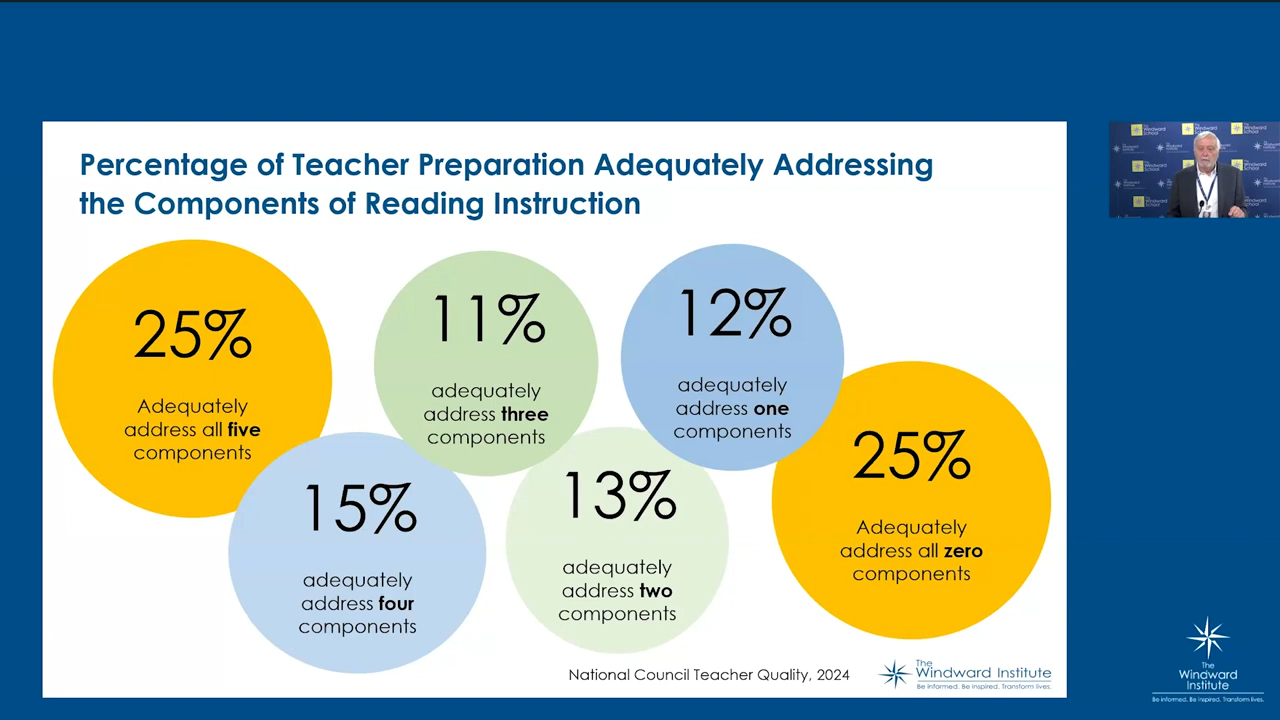 Percentage of Teacher Preparation Adequately Addressing
the Components of Reading Instruction
25%
Adequately
address all five
components
15%
adequately
address four
components
11%
adequately
address three
components
13%
adequately
address two
components
12%
adequately
address one
components
25%
Adequately
address all zero
components
National Council Teacher Quality, 2024
The
Windward Institute
Be Informed. Be Inspired. Transform lives.
The
Windward
Institute
Be Informed. Be Inspired. Transform lives.